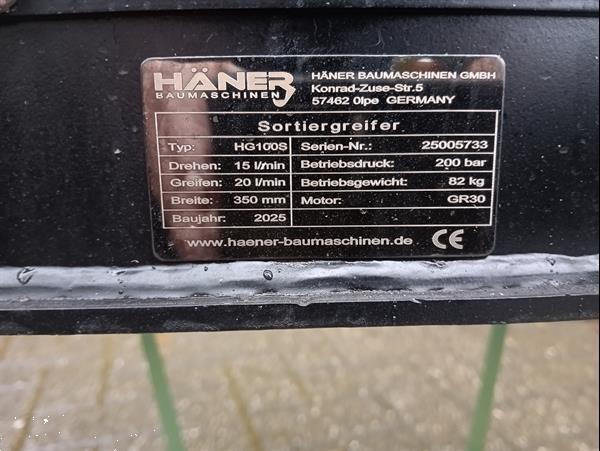 HÄNER
BAUMASCHINEN
HÄNER BAUMASCHINEN GMBH
Konrad-Zuse-Str.5
57462 Olpe GERMANY
Sortiergreifer
Typ: HG100S Serien-Nr.: 25005733
Drehen: 15 l/min Betriebsdruck: 200 bar
Greifen: 20 l/min Betriebsgewicht: 82 kg
Breite: 350 mm Motor: GR30
Baujahr: 2025
www.haener-baumaschinen.de CE